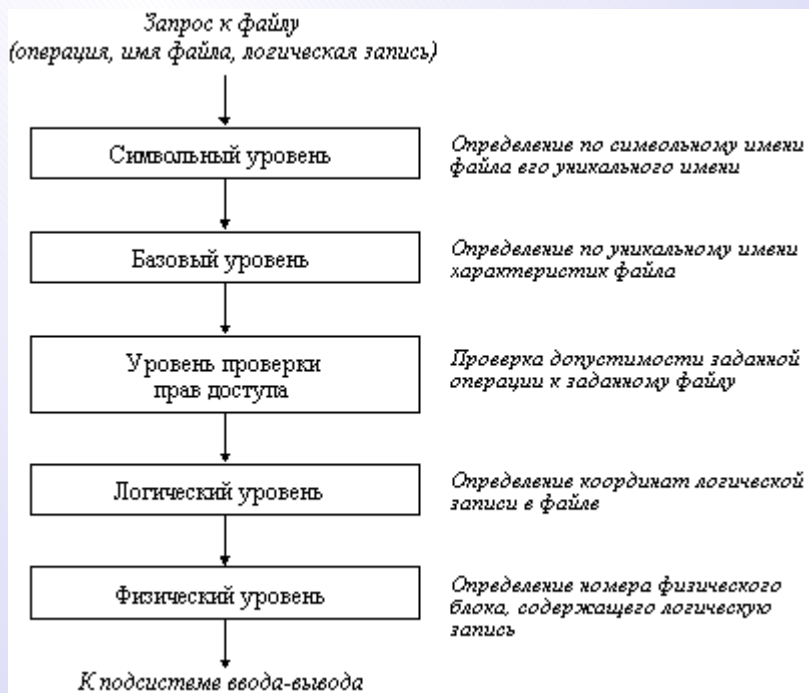 Запрос к файлу
(операция, имя файла, логическая запись)
Символьный уровень
Определение по символьному имени
файла его уникального имени
Базовый уровень
Определение по уникальному имени
характеристик файла
Уровень проверки
прав доступа
Проверка допустимости заданной
операции к заданному файлу
Логический уровень
Определение координат логической
записи в файле
Физический уровень
Определение номера физического
блока, содержащего логическую
запись
К подсистеме ввода-вывода